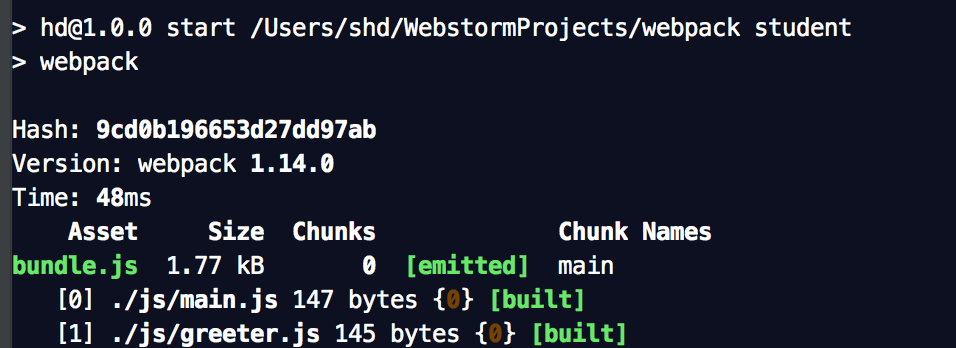 > hd@1.0.0 start /Users/shd/WebstormProjects/webpack student
> webpack
Hash: 9cd0b196653d27dd97ab
Version: webpack 1.14.0
Time: 48ms
Asset Size Chunks Chunk Names
bundle.js 1.77 kB 0 [emitted] main
[0] ./js/main.js 147 bytes {0} [built]
[1] ./js/greeter.js 145 bytes {0} [built]